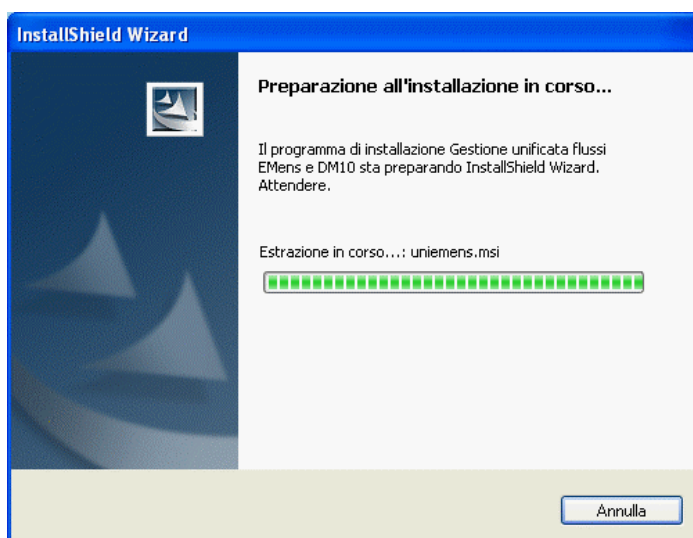 InstallShield Wizard
Preparazione all'installazione in corso...
Il programma di installazione Gestione unificata flussi
EMens e DM10 sta preparando InstallShield Wizard.
Attendere.
Estrazione in corso...: uniemens.msi
Annulla